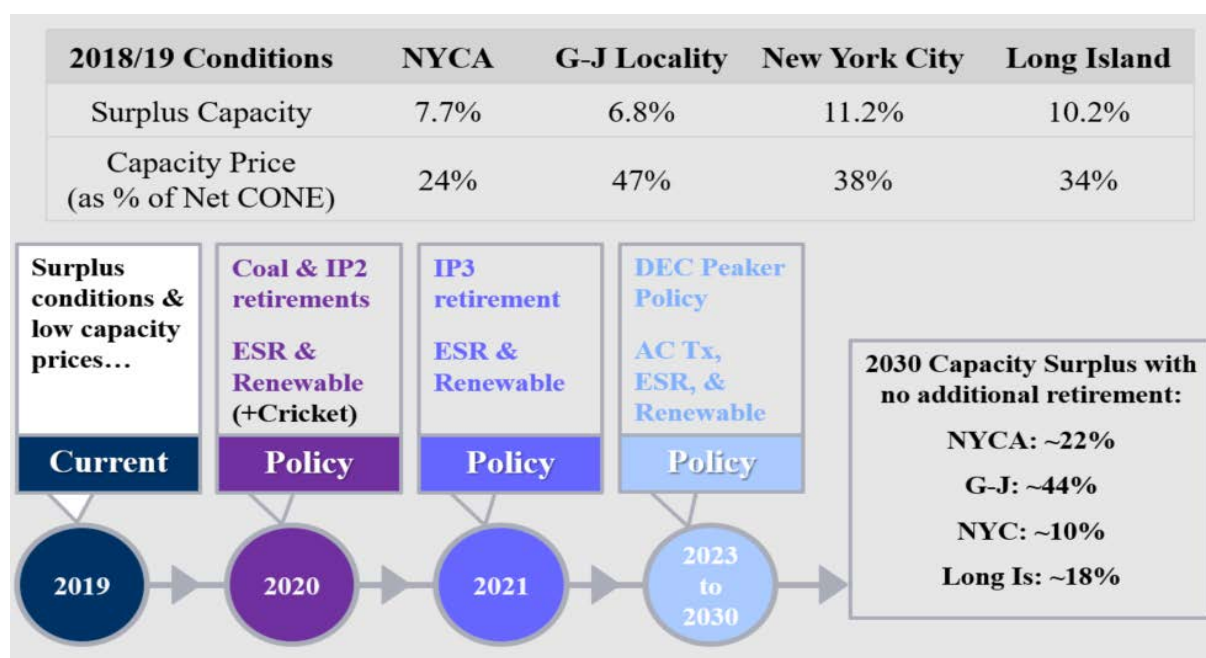 2018/19 Conditions NYCA G-J Locality New York City Long Island
Surplus Capacity 7.7% 6.8% 11.2% 10.2%
Capacity Price
(as % of Net CONE) 24% 47% 38% 34%
Surplus
conditions &
low capacity
prices…
Current
2019
Coal & IP2
retirements
ESR &
Renewable
(+Cricket)
Policy
2020
IP3
retirement
ESR &
Renewable
Policy
2021
DEC Peaker
Policy
AC Tx,
ESR, &
Renewable
Policy
2023
to
2030
2030 Capacity Surplus with
no additional retirement:
NYCA: ~22%
G-J: ~44%
NYC: ~10%
Long Is: ~18%